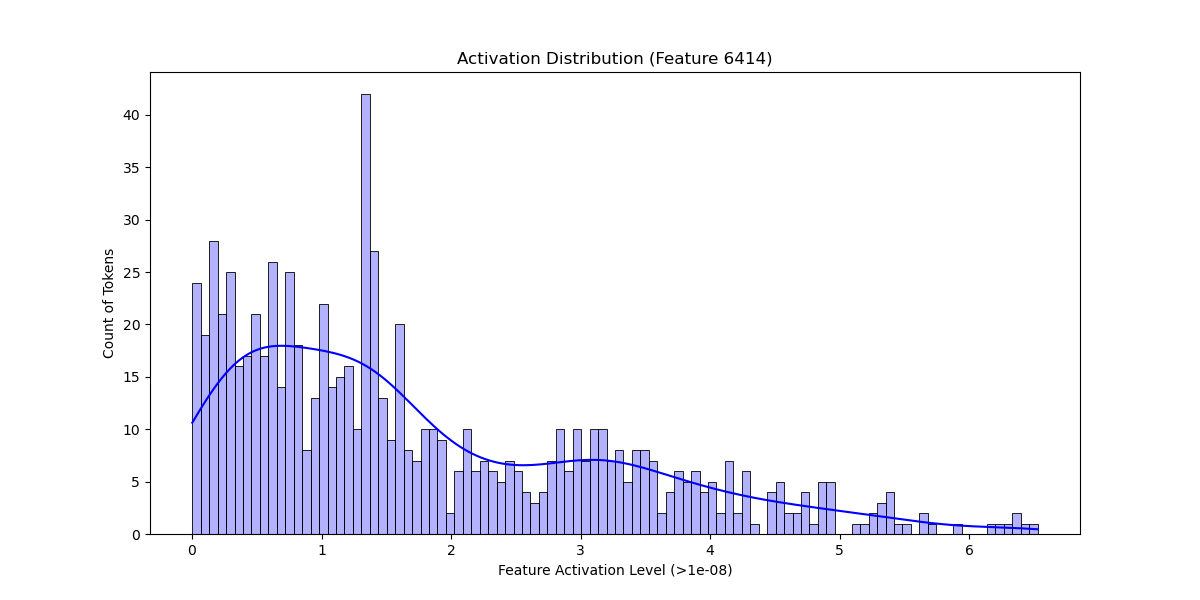 Activation Distribution (Feature 6414)
Count of Tokens
40
35
30
25
20
15
10
5
0
0 1 2 3 4 5 6
Feature Activation Level (>1e-08)